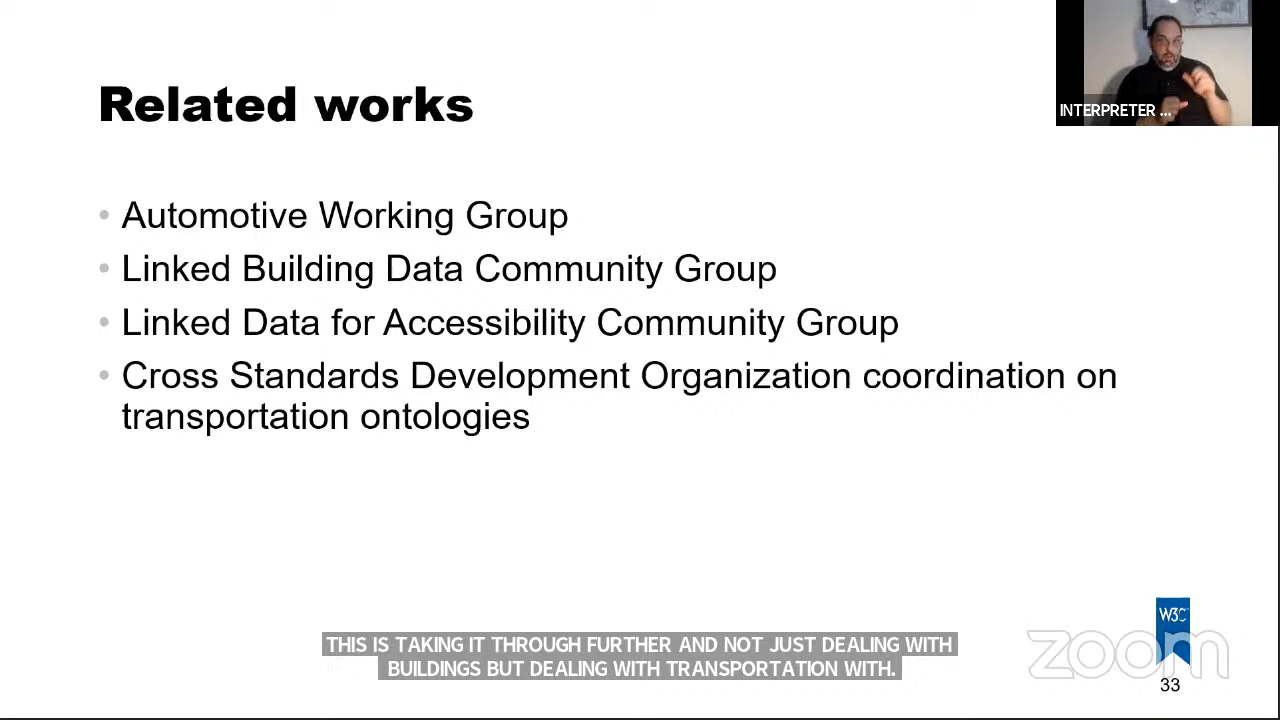 INTERPRETER ...
Related works
• Automotive Working Group
• Linked Building Data Community Group
• Linked Data for Accessibility Community Group
• Cross Standards Development Organization coordination on
transportation ontologies
THIS IS TAKING IT THROUGH FURTHER AND NOT JUST DEALING WITH
BUILDINGS BUT DEALING WITH TRANSPORTATION WITH.
W3C
zoom
33